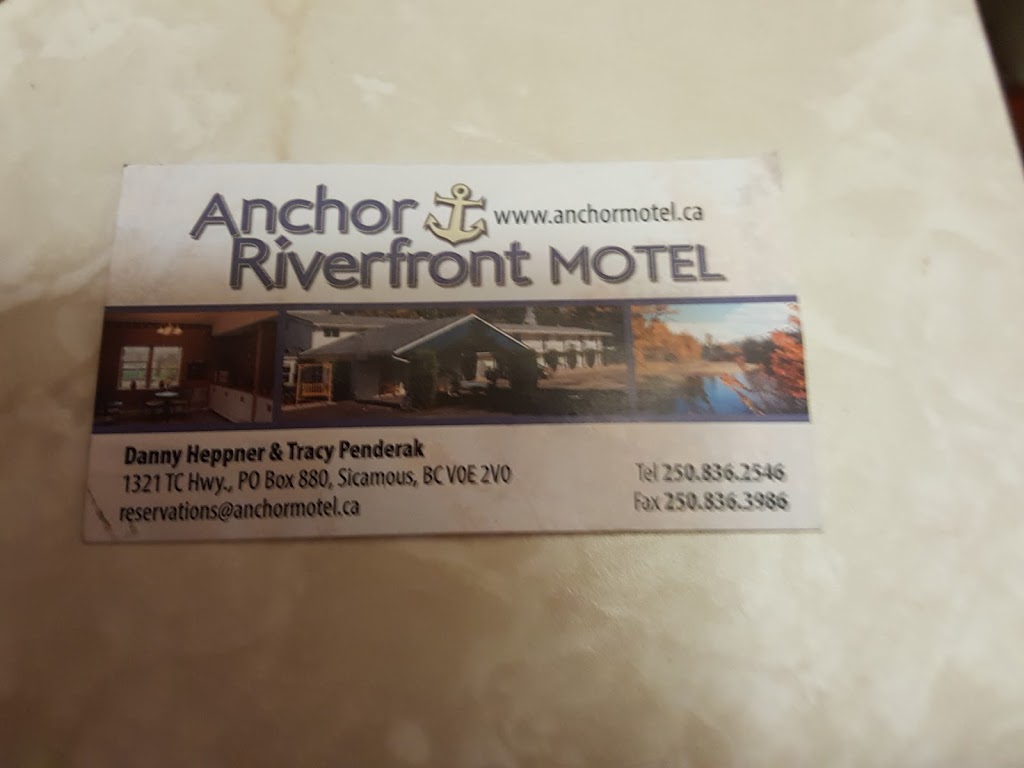 Anchor www.anchormotel.ca
Riverfront MOTEL
Danny Heppner & Tracy Penderak
1321 TC Hwy., PO Box 880, Sicamous, BC V0E 2V0
reservations@anchormotel.ca
Tel 250.836.2546
Fax 250.836.3986